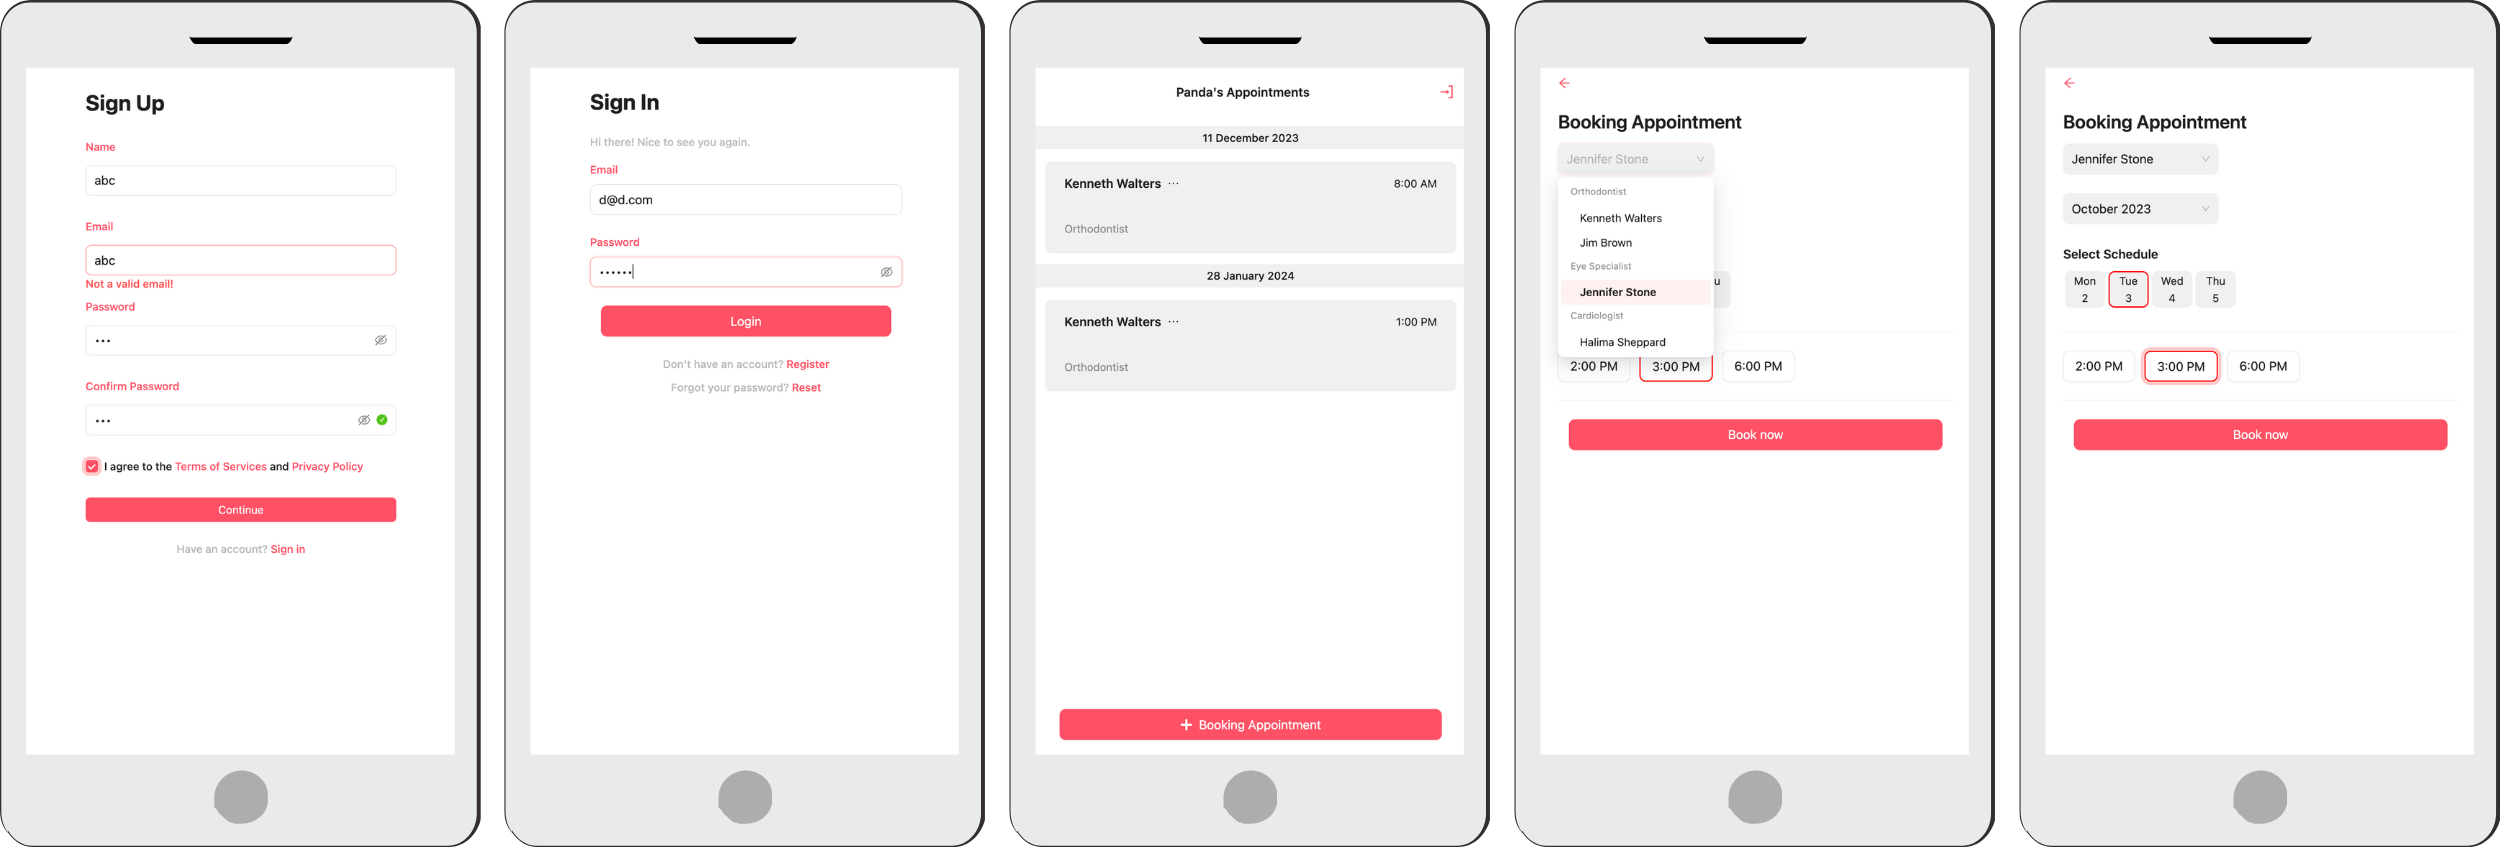 Sign Up
Name
abc
Email
abc
Not a valid email!
Password
•••
Confirm Password
•••
I agree to the Terms of Services and Privacy Policy
Continue
Have an account? Sign in
Sign In
Hi there! Nice to see you again.
Email
d@d.com
Password
••••••
Login
Don't have an account? Register
Forgot your password? Reset
Panda's Appointments
11 December 2023
Kenneth Walters ··· 8:00 AM
Orthodontist
28 January 2024
Kenneth Walters ··· 1:00 PM
Orthodontist
+ Booking Appointment
Booking Appointment
Jennifer Stone
Orthodontist
Kenneth Walters
Jim Brown
Eye Specialist
Jennifer Stone
u
Cardiologist
Halima Sheppard
2:00 PM 3:00 PM 6:00 PM
Book now
Booking Appointment
Jennifer Stone
October 2023
Select Schedule
Mon Tue Wed Thu
2 3 4 5
2:00 PM 3:00 PM 6:00 PM
Book now